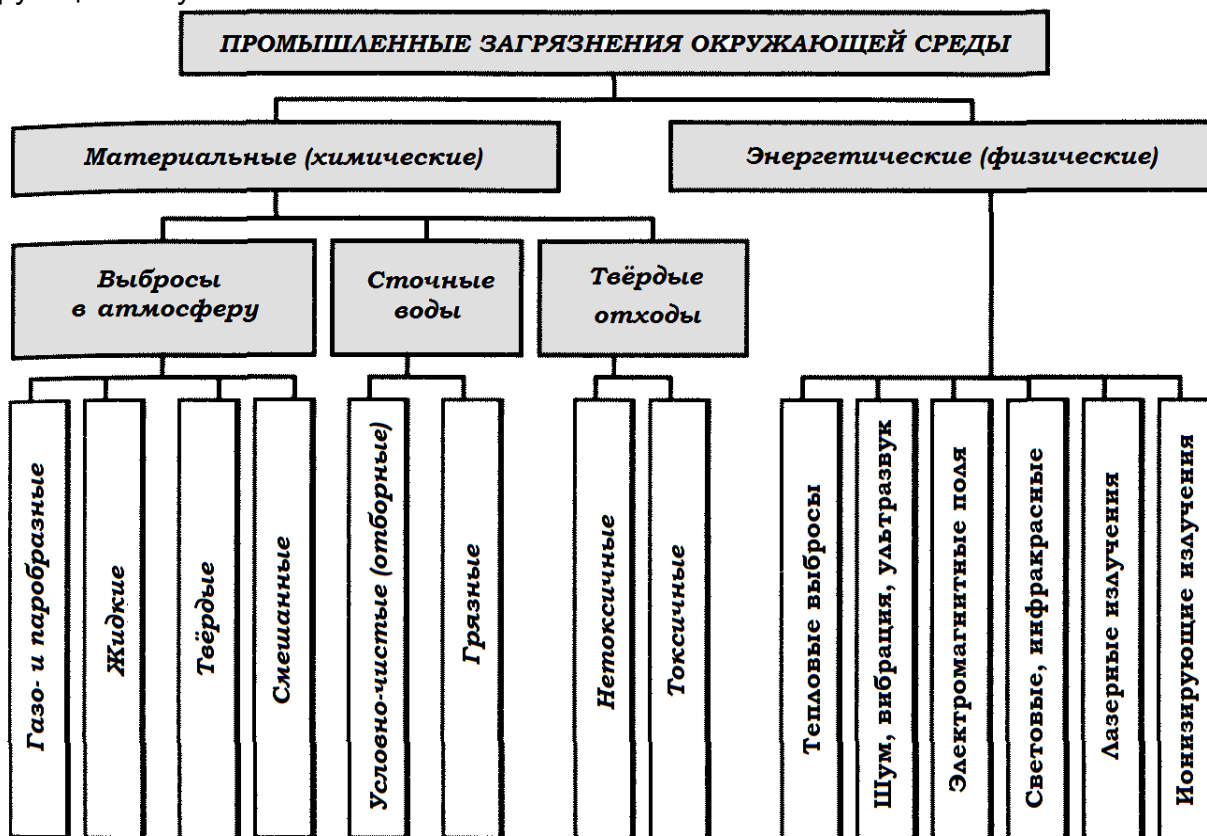 ПРОМЫШЛЕННЫЕ ЗАГРЯЗНЕНИЯ ОКРУЖАЮЩЕЙ СРЕДЫ
Материальные (химические)
Энергетические (физические)
Выбросы
в атмосферу
Сточные
воды
Твёрдые
отходы
Газо- и паробразные
Жидкие
Твёрдые
Смешанные
Условно-чистые (отборные)
Грязные
Нетоксичные
Токсичные
Тепловые выбросы
Шум, вибрация, ультразвук
Электромагнитные поля
Световые, инфракрасные
Лазерные излучения
Ионизирующие излучения